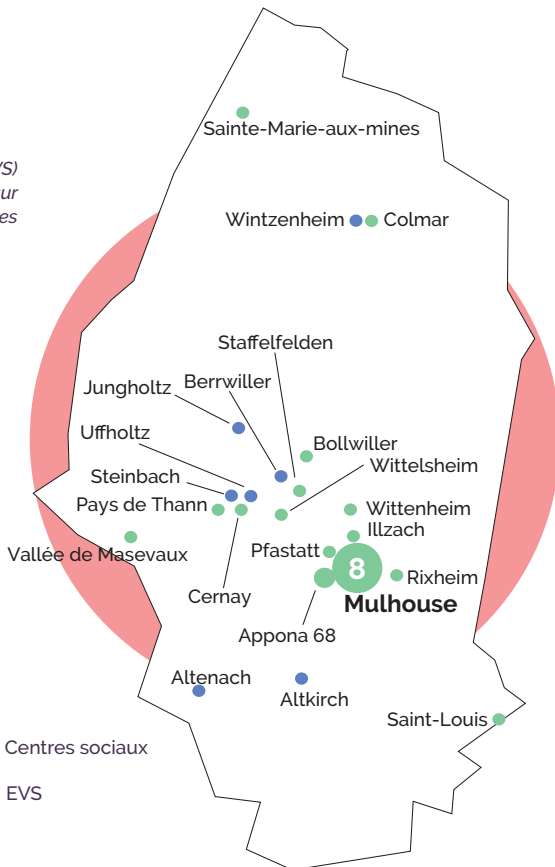 Sainte-Marie-aux-mines
Wintzenheim
Colmar
Staffelfelden
Berrwiller
Jungholtz
Bollwiller
Uffholtz
Wittelsheim
Steinbach
Pays de Thann
Wittenheim
Illzach
Pfastatt
Vallée de Masevaux
8
Rixheim
Cernay
Mulhouse
Appona 68
Altenach
Altkirch
Saint-Louis
Centres sociaux
EVS